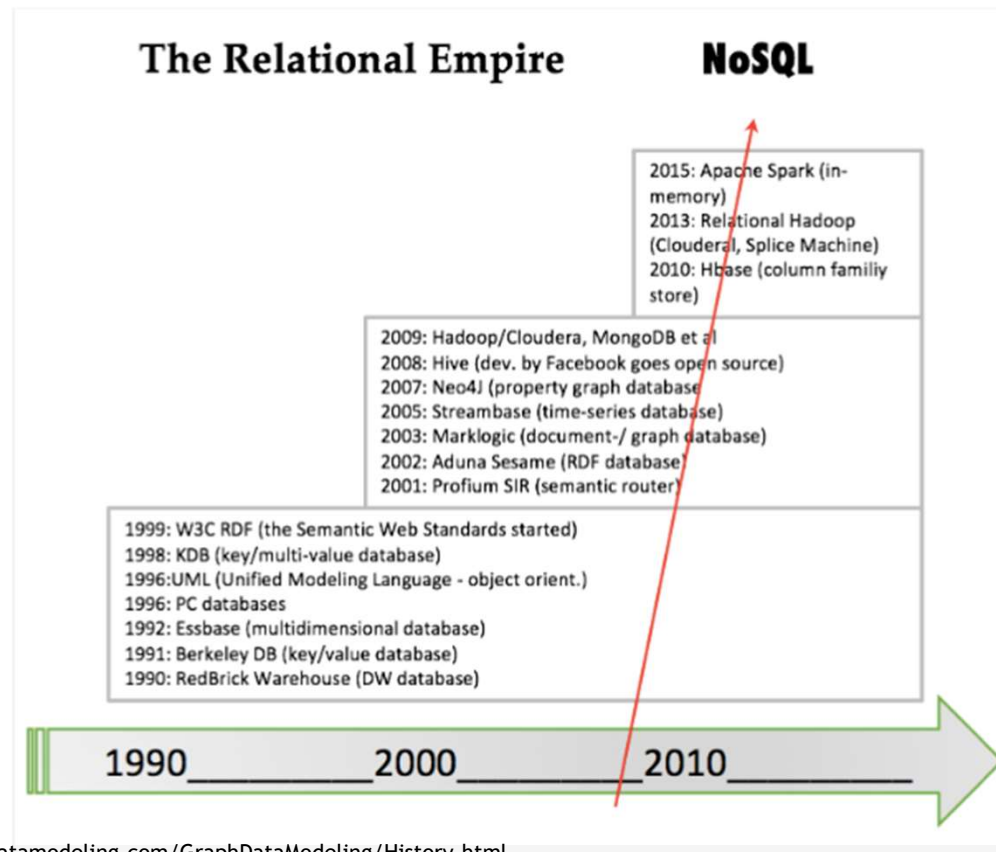 The Relational Empire
NoSQL
2015: Apache Spark (in-
memory)
2013: Relational Hadoop
(Clouderal, Splice Machine)
2010: Hbase (column familiy
store)
2009: Hadoop/Cloudera, MongoDB et al
2008: Hive (dev. by Facebook goes open source)
2007: Neo4J (property graph database
2005: Streambase (time-series database)
2003: Marklogic (document-/ graph database)
2002: Aduna Sesame (RDF database)
2001: Profium SIR (semantic router)
1999: W3C RDF (the Semantic Web Standards started)
1998: KDB (key/multi-value database)
1996:UML (Unified Modeling Language - object orient.)
1996: PC databases
1992: Essbase (multidimensional database)
1991: Berkeley DB (key/value database)
1990: RedBrick Warehouse (DW database)
1990_________2000_________2010_________
atamodeling.com/GraphDataModeling/History.html